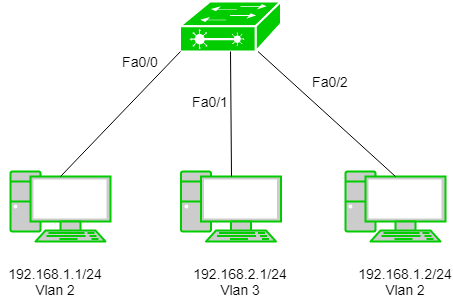 Fa0/0
Fa0/1
Fa0/2
192.168.1.1/24
Vlan 2
192.168.2.1/24
Vlan 3
192.168.1.2/24
Vlan 2